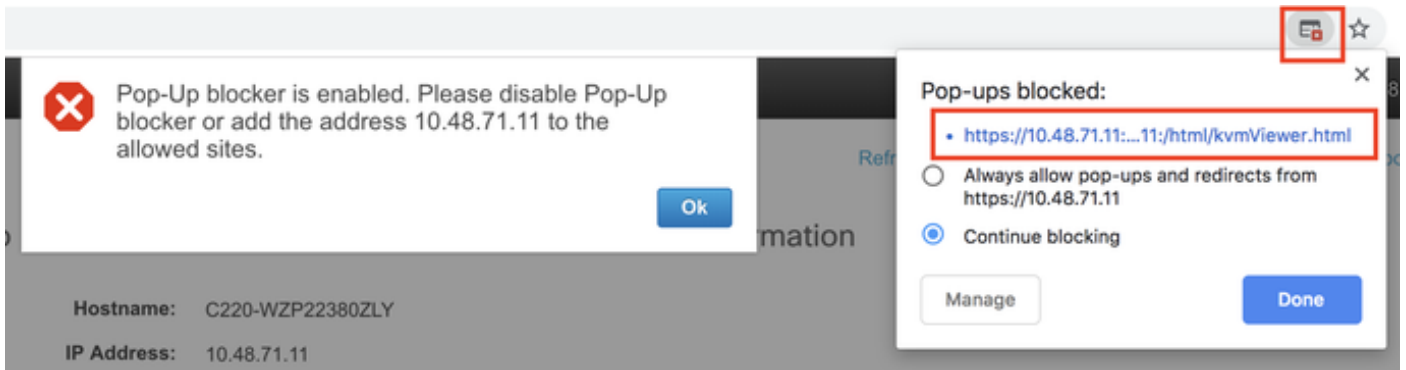 Pop-Up blocker is enabled. Please disable Pop-Up
blocker or add the address 10.48.71.11 to the
allowed sites.
Ok
Pop-ups blocked:
• https://10.48.71.11:...11:/html/kvmViewer.html
Always allow pop-ups and redirects from
https://10.48.71.11
Continue blocking
Manage
Done
Refr
mation
Hostname: C220-WZP22380ZLY
IP Address: 10.48.71.11